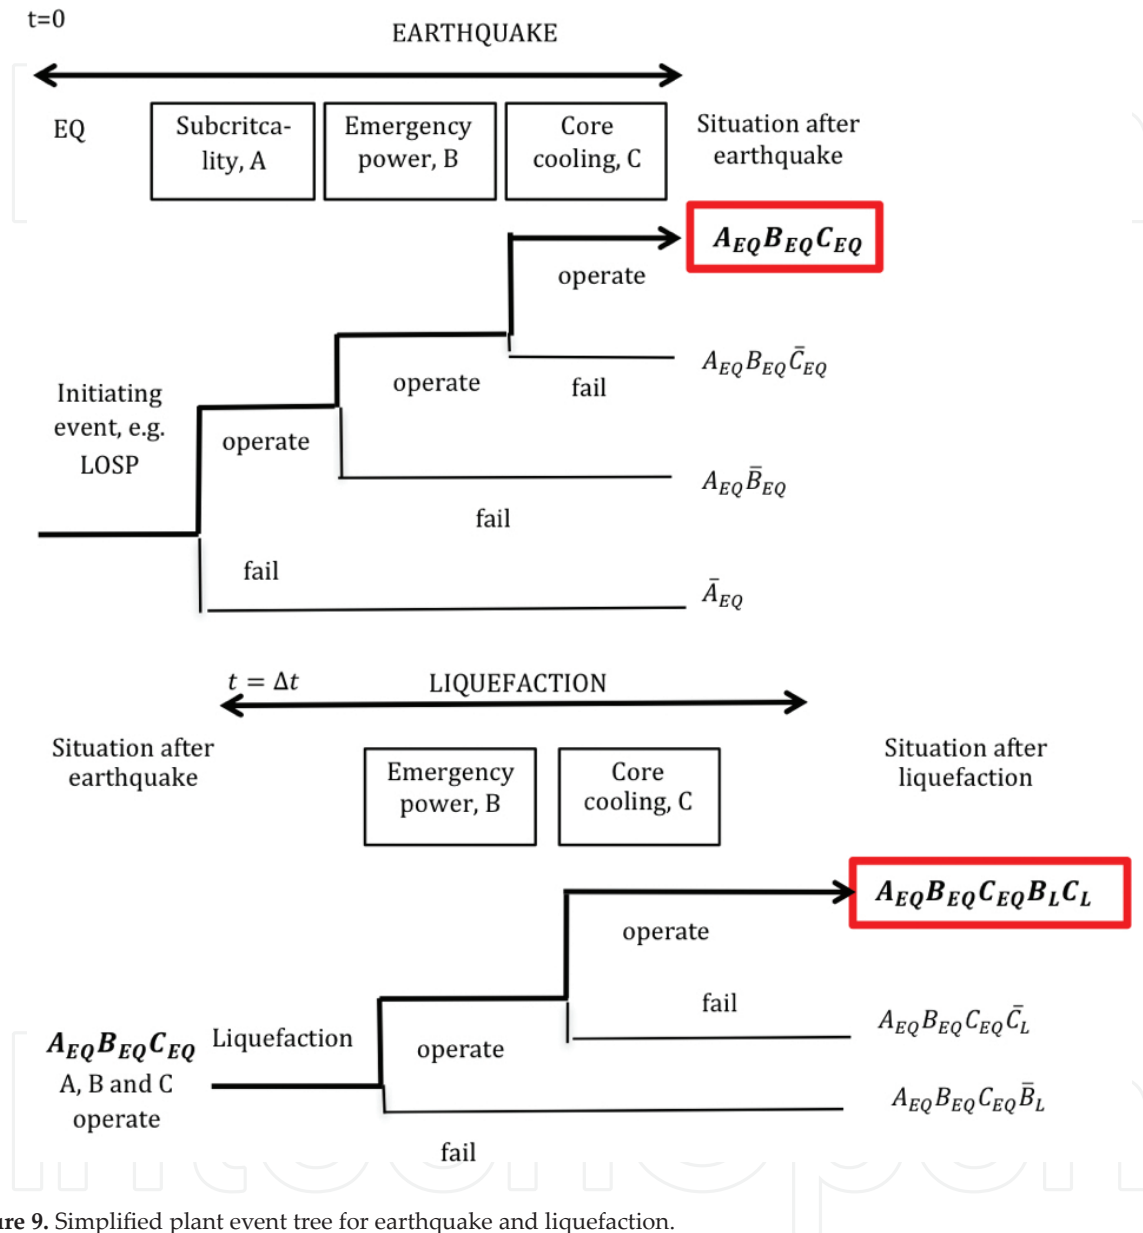 t=0
EARTHQUAKE
EQ
Subcritca-
lity, A
Emergency
power, B
Core
cooling, C
Situation after
earthquake
A_EQ B_EQ C_EQ
operate
A_EQ B_EQ C̄_EQ
operate
fail
Initiating
event, e.g.
LOSP
operate
A_EQ B̄_EQ
fail
fail
Ā_EQ
t = Δt
LIQUEFACTION
Situation after
earthquake
Emergency
power, B
Core
cooling, C
Situation after
liquefaction
A_EQ B_EQ C_EQ B_L C_L
operate
fail
A_EQ B_EQ C_EQ C̄_L
A_EQ B_EQ C_EQ
Liquefaction
operate
A, B and C
operate
A_EQ B_EQ C_EQ B̄_L
fail
ure 9. Simplified plant event tree for earthquake and liquefaction.